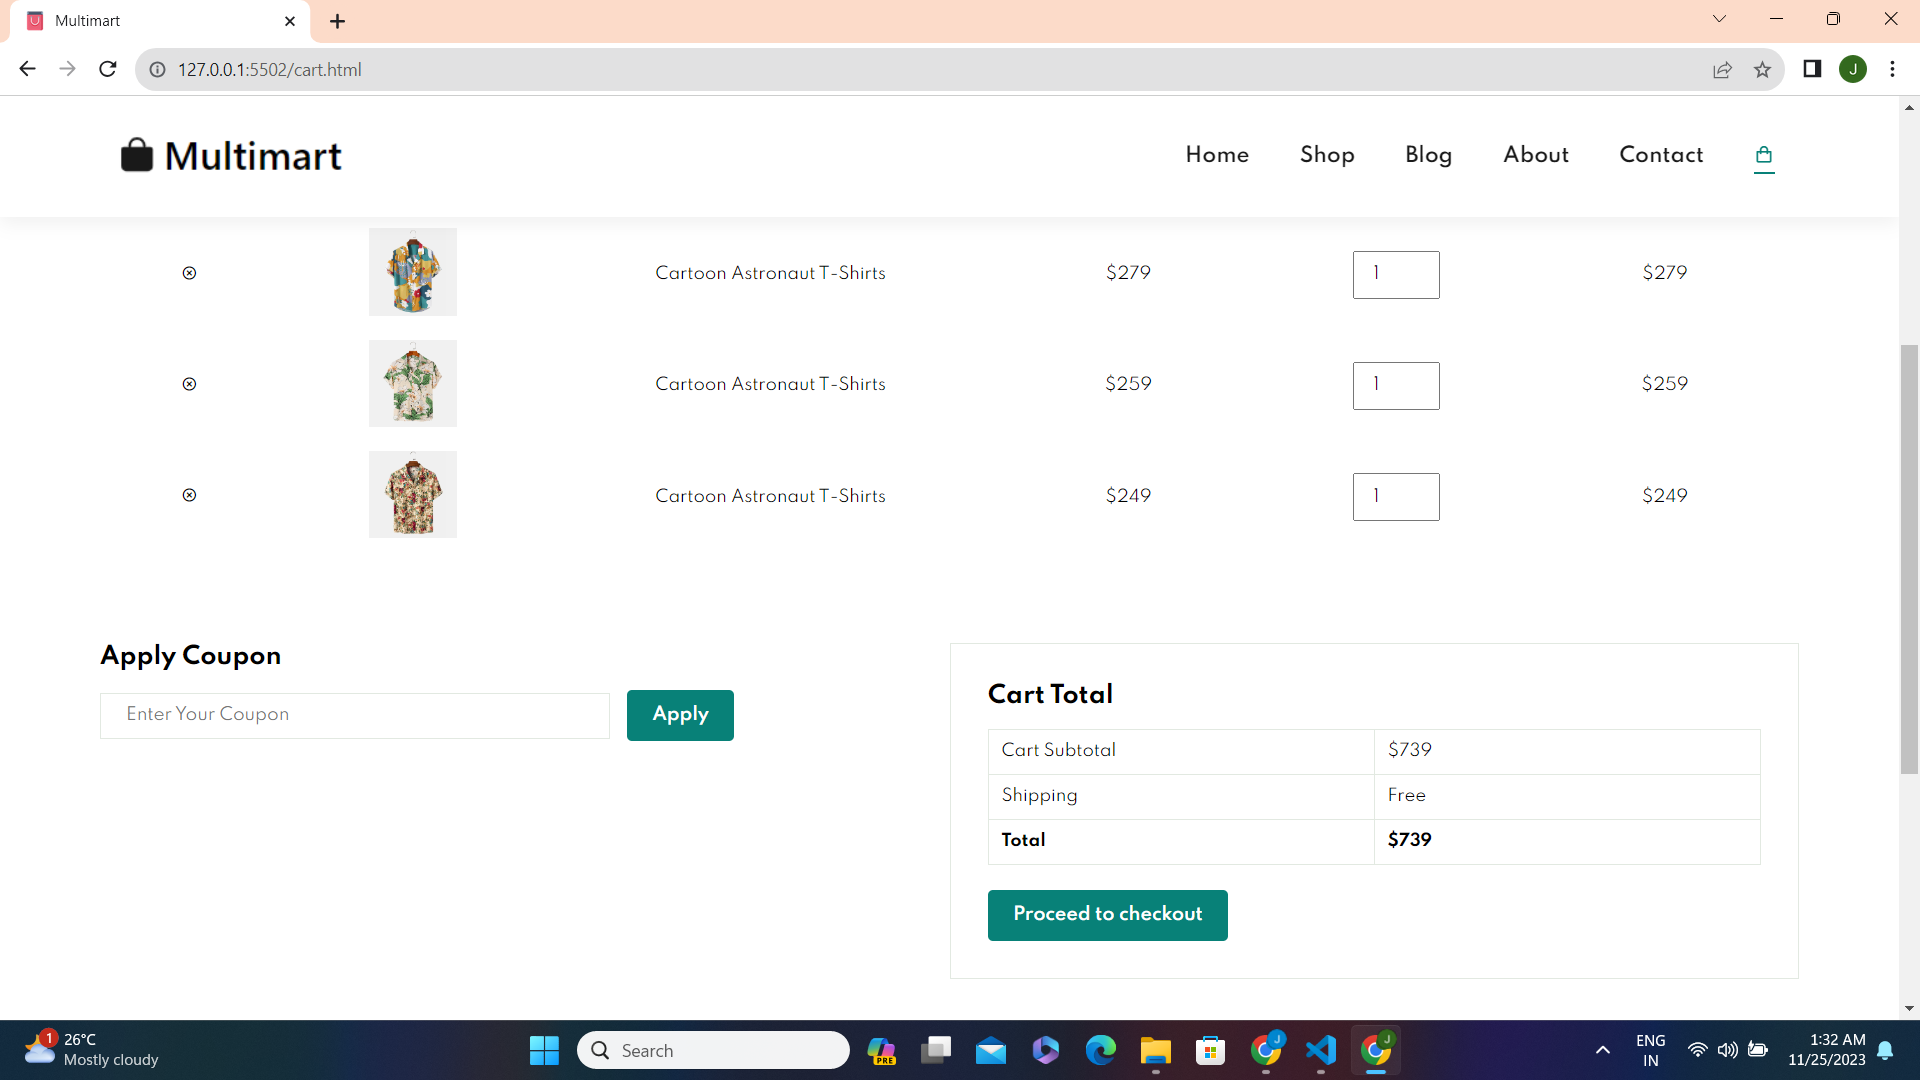 Multimart
127.0.0.1:5502/cart.html
J
Multimart
Home Shop Blog About Contact
Cartoon Astronaut T-Shirts $279 1 $279
Cartoon Astronaut T-Shirts $259 1 $259
Cartoon Astronaut T-Shirts $249 1 $249
Apply Coupon
Enter Your Coupon Apply
Cart Total
Cart Subtotal $739
Shipping Free
Total $739
Proceed to checkout
1 26°C
Mostly cloudy
Search
PRE
J
J
ENG
IN
1:32 AM
11/25/2023